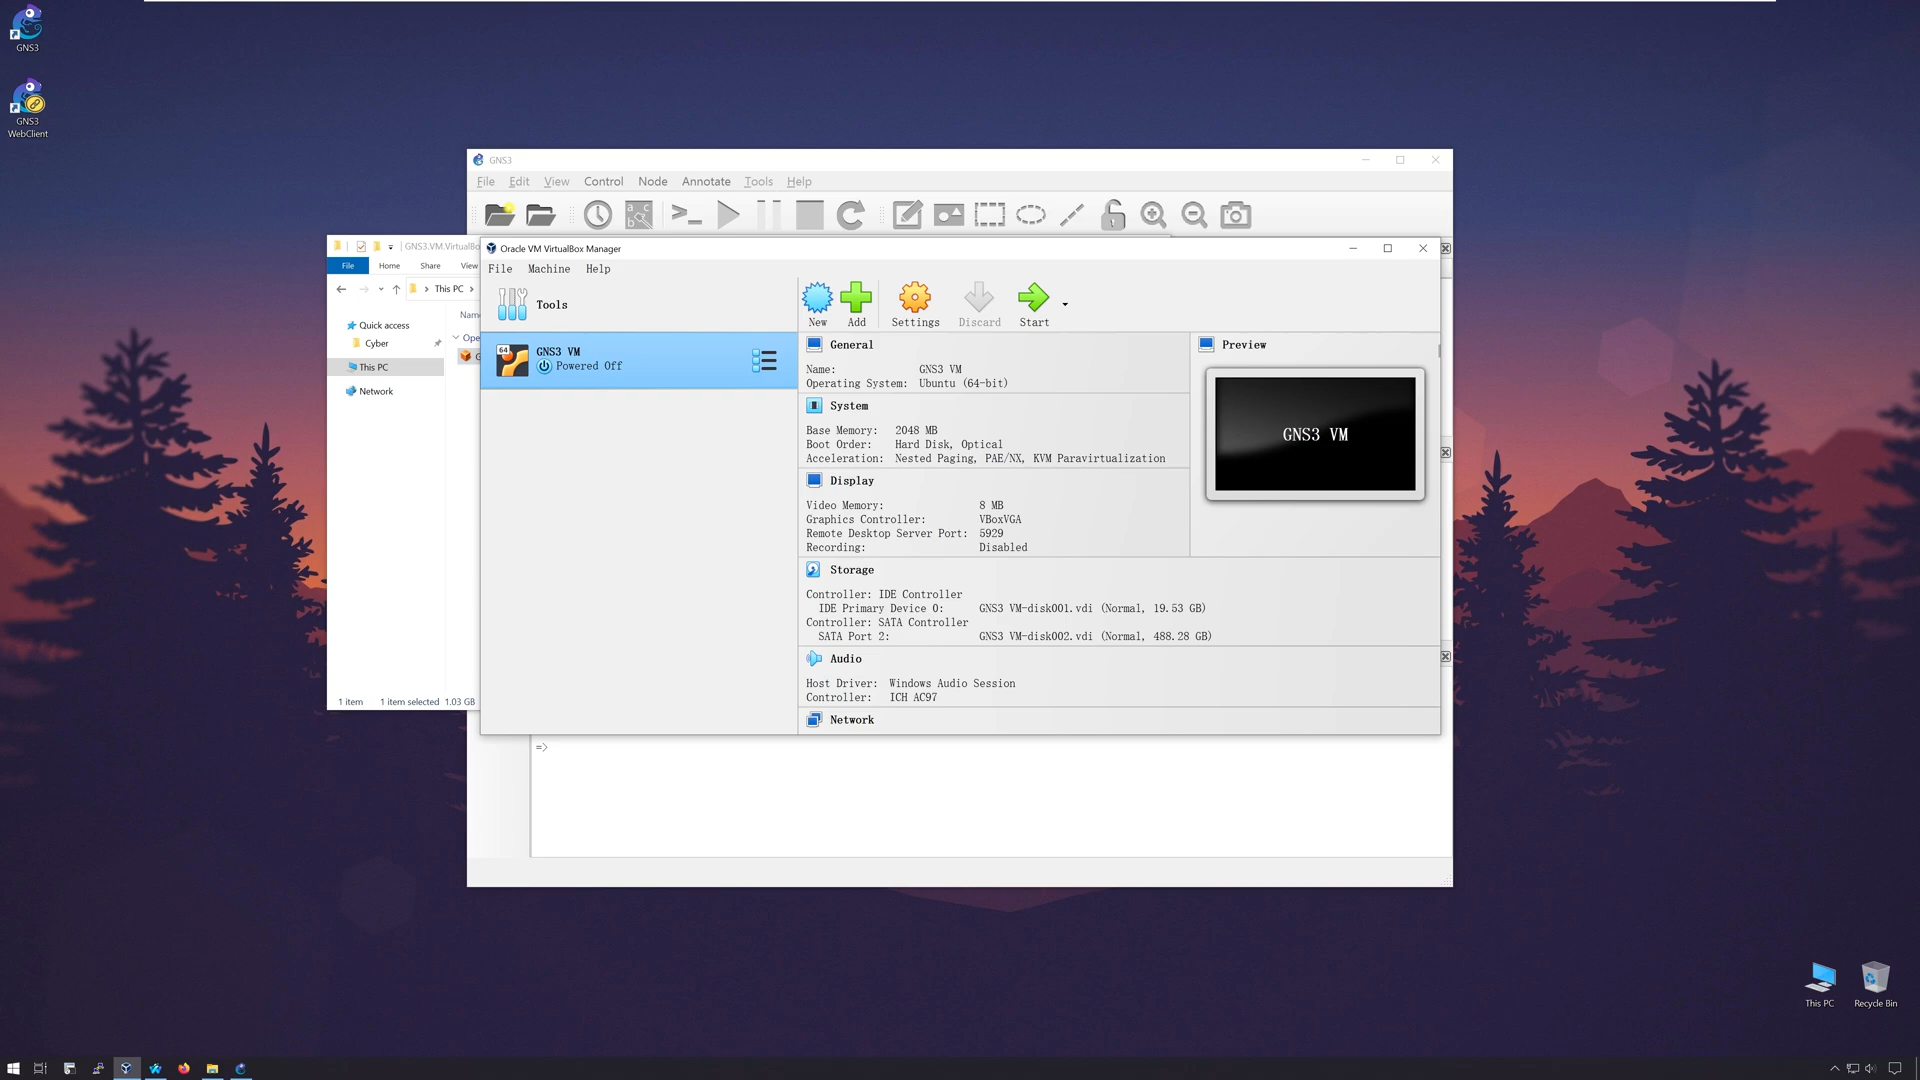 GNS3
GNS3
WebClient
GNS3
File Edit View Control Node Annotate Tools Help
GNS3.VM.VirtualBo
File Home Share View
This PC
Quick access
Cyber
This PC
Network
1 item 1 item selected 1.03 GB
Oracle VM VirtualBox Manager
File Machine Help
Tools
New Add Settings Discard Start
64
GNS3 VM
Powered Off
General
Name: GNS3 VM
Operating System: Ubuntu (64-bit)
System
Base Memory: 2048 MB
Boot Order: Hard Disk, Optical
Acceleration: Nested Paging, PAE/NX, KVM Paravirtualization
Display
Video Memory: 8 MB
Graphics Controller: VBoxVGA
Remote Desktop Server Port: 5929
Recording: Disabled
Storage
Controller: IDE Controller
IDE Primary Device 0: GNS3 VM-disk001.vdi (Normal, 19.53 GB)
Controller: SATA Controller
SATA Port 2: GNS3 VM-disk002.vdi (Normal, 488.28 GB)
Audio
Host Driver: Windows Audio Session
Controller: ICH AC97
Network
Preview
GNS3 VM
=>
This PC
Recycle Bin